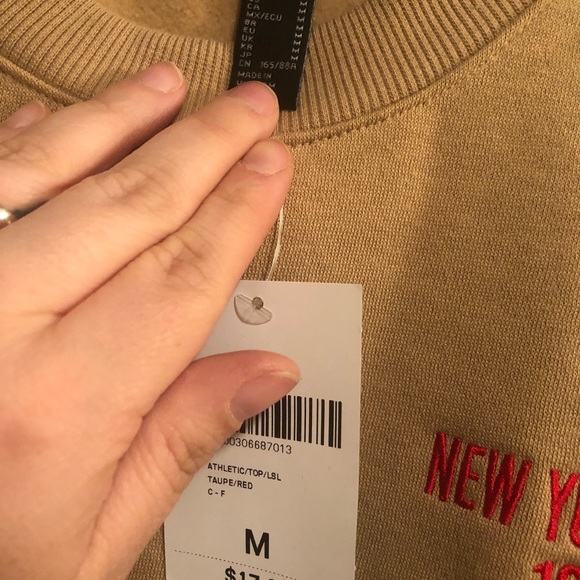 CA M
MX/ECU M
BR M
EU M
UK M
KR M
JP M
CN 165/88A
MADE IN
00306687013
ATHLETIC/TOP/LSL
TAUPE/RED
C - F
M
$17
NEW